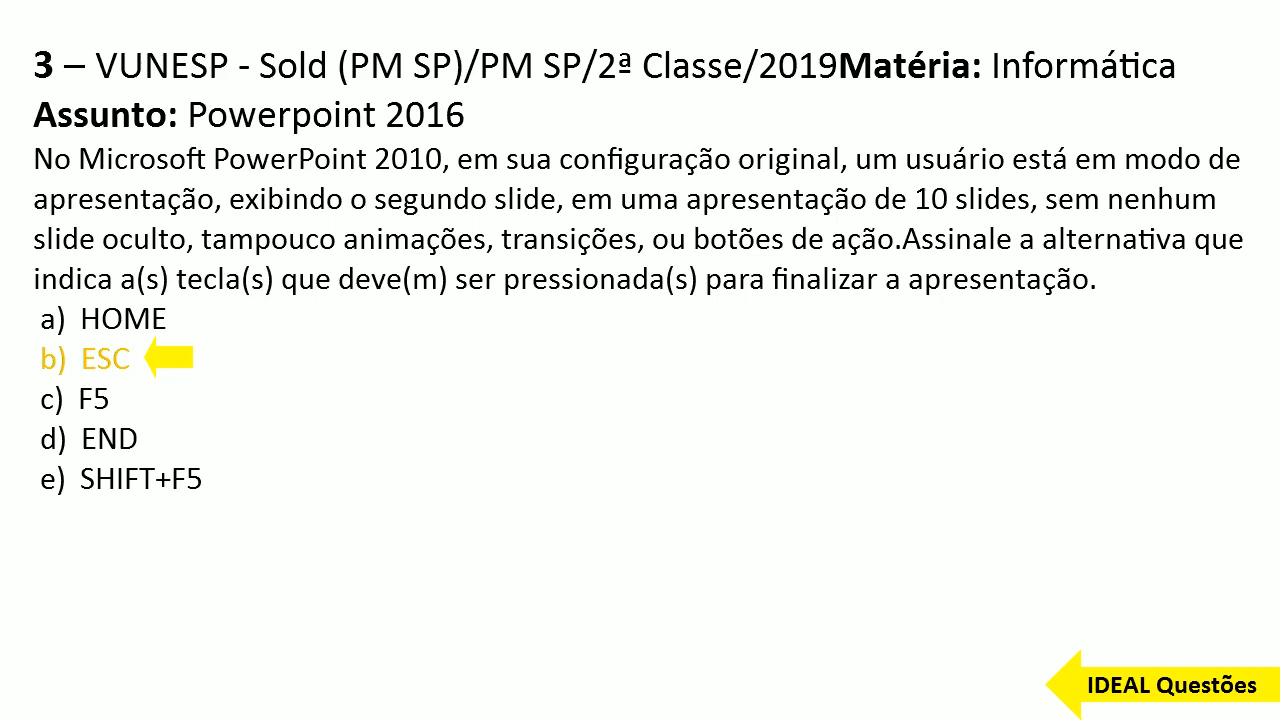 3 – VUNESP - Sold (PM SP)/PM SP/2ª Classe/2019Matéria: Informática
Assunto: Powerpoint 2016
No Microsoft PowerPoint 2010, em sua configuração original, um usuário está em modo de
apresentação, exibindo o segundo slide, em uma apresentação de 10 slides, sem nenhum
slide oculto, tampouco animações, transições, ou botões de ação.Assinale a alternativa que
indica a(s) tecla(s) que deve(m) ser pressionada(s) para finalizar a apresentação.
a) HOME
b) ESC
c) F5
d) END
e) SHIFT+F5
IDEAL Questões